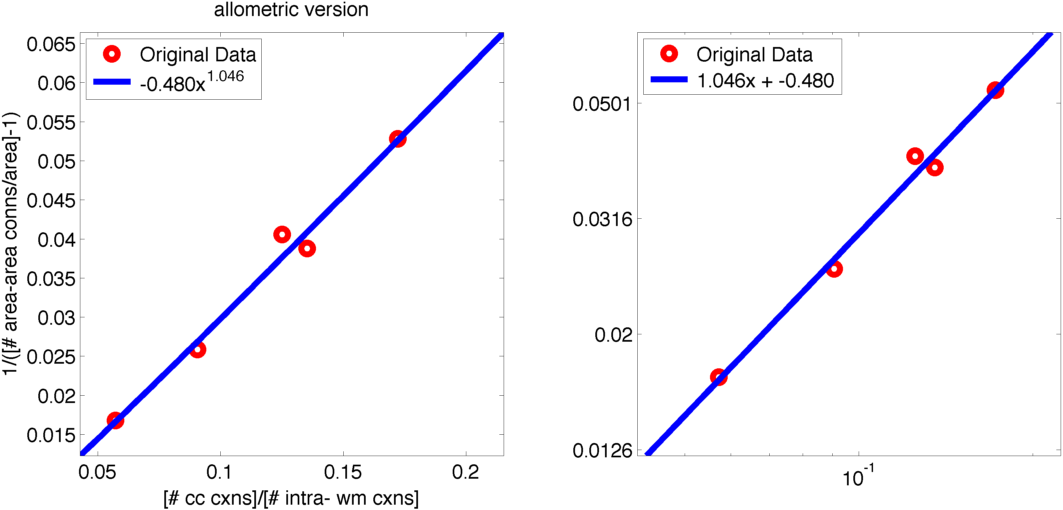 allometric version
0.065
0.06
0.055
0.05
0.045
0.04
0.035
0.03
0.025
0.02
0.015
1/([# area-area conns/area]-1)
Original Data
-0.480x^1.046
0.05
0.1
0.15
0.2
[# cc cxns]/[# intra- wm cxns]
Original Data
1.046x + -0.480
0.0501
0.0316
0.02
0.0126
10^-1